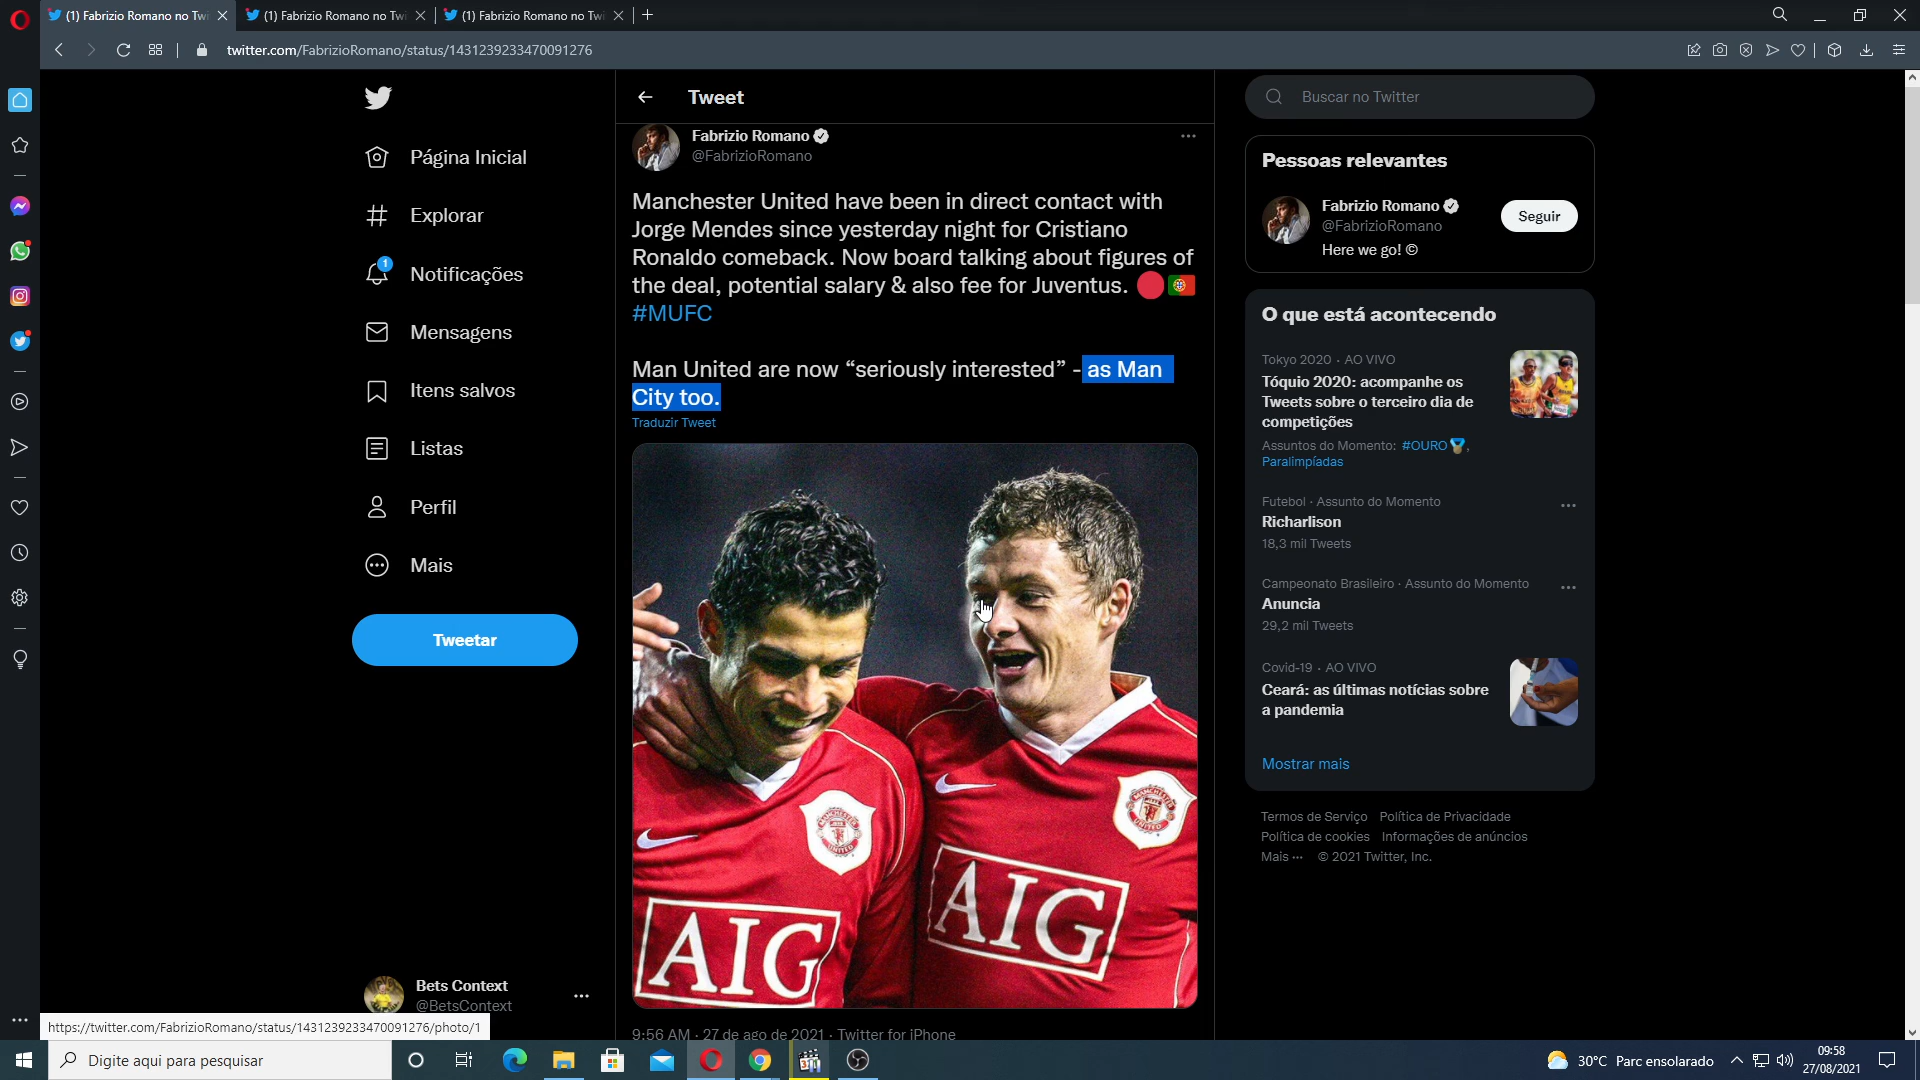 (1) Fabrizio Romano no Twi
(1) Fabrizio Romano no Twi
(1) Fabrizio Romano no Twi
twitter.com/FabrizioRomano/status/1431239233470091276
Página Inicial
Explorar
1
Notificações
Mensagens
Itens salvos
Listas
Perfil
Mais
Tweetar
Bets Context
@BetsContext
Tweet
Fabrizio Romano
@FabrizioRomano
Manchester United have been in direct contact with
Jorge Mendes since yesterday night for Cristiano
Ronaldo comeback. Now board talking about figures of
the deal, potential salary & also fee for Juventus. 🔴🇵🇹
#MUFC
Man United are now “seriously interested” - as Man
City too.
Traduzir Tweet
MANCHESTER
UNITED
MANCHESTER
UNITED
AIG
AIG
9:56 AM · 27 de ago de 2021 · Twitter for iPhone
Buscar no Twitter
Pessoas relevantes
Fabrizio Romano
@FabrizioRomano
Seguir
Here we go! ©
O que está acontecendo
Tokyo 2020 · AO VIVO
Tóquio 2020: acompanhe os
Tweets sobre o terceiro dia de
competições
Assuntos do Momento: #OURO🏅,
Paralimpíadas
Futebol · Assunto do Momento
Richarlison
18,3 mil Tweets
Campeonato Brasileiro · Assunto do Momento
Anuncia
29,2 mil Tweets
Covid-19 · AO VIVO
Ceará: as últimas notícias sobre
a pandemia
Mostrar mais
Termos de Serviço Política de Privacidade
Política de cookies Informações de anúncios
Mais ··· © 2021 Twitter, Inc.
https://twitter.com/FabrizioRomano/status/1431239233470091276/photo/1
Digite aqui para pesquisar
30°C Parc ensolarado
09:58
27/08/2021